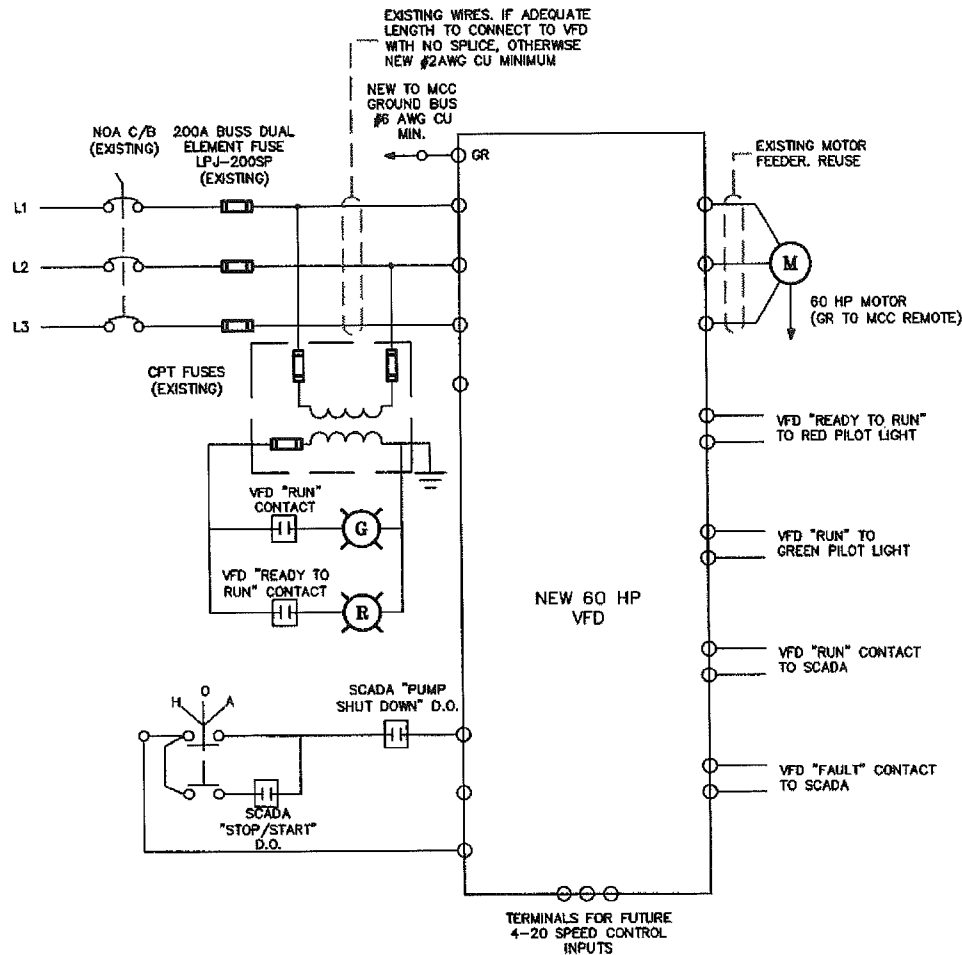 EXISTING WIRES. IF ADEQUATE
LENGTH TO CONNECT TO VFD
WITH NO SPLICE, OTHERWISE
NEW #2AWG CU MINIMUM
NEW TO MCC
GROUND BUS
#6 AWG CU
MIN.
NOA C/B
(EXISTING)
200A BUSS DUAL
ELEMENT FUSE
LPJ-200SP
(EXISTING)
GR
EXISTING MOTOR
FEEDER. REUSE
L1
L2
L3
M
60 HP MOTOR
(GR TO MCC REMOTE)
CPT FUSES
(EXISTING)
VFD "READY TO RUN"
TO RED PILOT LIGHT
VFD "RUN"
CONTACT
G
VFD "RUN" TO
GREEN PILOT LIGHT
VFD "READY TO
RUN" CONTACT
R
NEW 60 HP
VFD
VFD "RUN" CONTACT
TO SCADA
H
O
A
SCADA "PUMP
SHUT DOWN" D.O.
VFD "FAULT" CONTACT
TO SCADA
SCADA
"STOP/START"
D.O.
TERMINALS FOR FUTURE
4-20 SPEED CONTROL
INPUTS